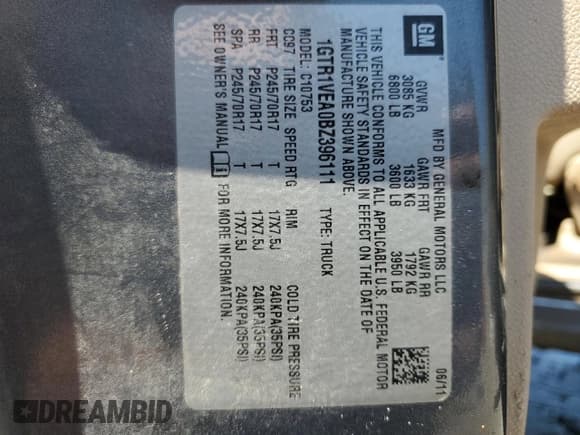 GM
MFD BY GENERAL MOTORS LLC 06/11
GVWR GAWR FRT GAWR RR
3085 KG 1633 KG 1792 KG
6800 LB 3600 LB 3950 LB
THIS VEHICLE CONFORMS TO ALL APPLICABLE U.S. FEDERAL MOTOR
VEHICLE SAFETY STANDARDS IN EFFECT ON THE DATE OF
MANUFACTURE SHOWN ABOVE.
1GTR1VEA0BZ396111 TYPE: TRUCK
MODEL: C10753
CC97 TIRE SIZE SPEED RTG RIM COLD TIRE PRESSURE
FRT P245/70R17 T 17X7.5J 240KPA(35PSI)
RR P245/70R17 T 17X7.5J 240KPA(35PSI)
SPA P245/70R17 T 17X7.5J 240KPA(35PSI)
SEE OWNER'S MANUAL FOR MORE INFORMATION.
DREAMBID